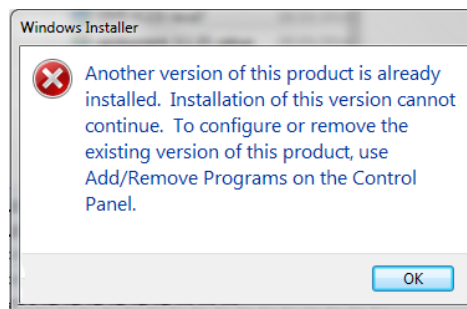 Windows Installer
Another version of this product is already
installed.  Installation of this version cannot
continue.  To configure or remove the
existing version of this product, use
Add/Remove Programs on the Control
Panel.
OK